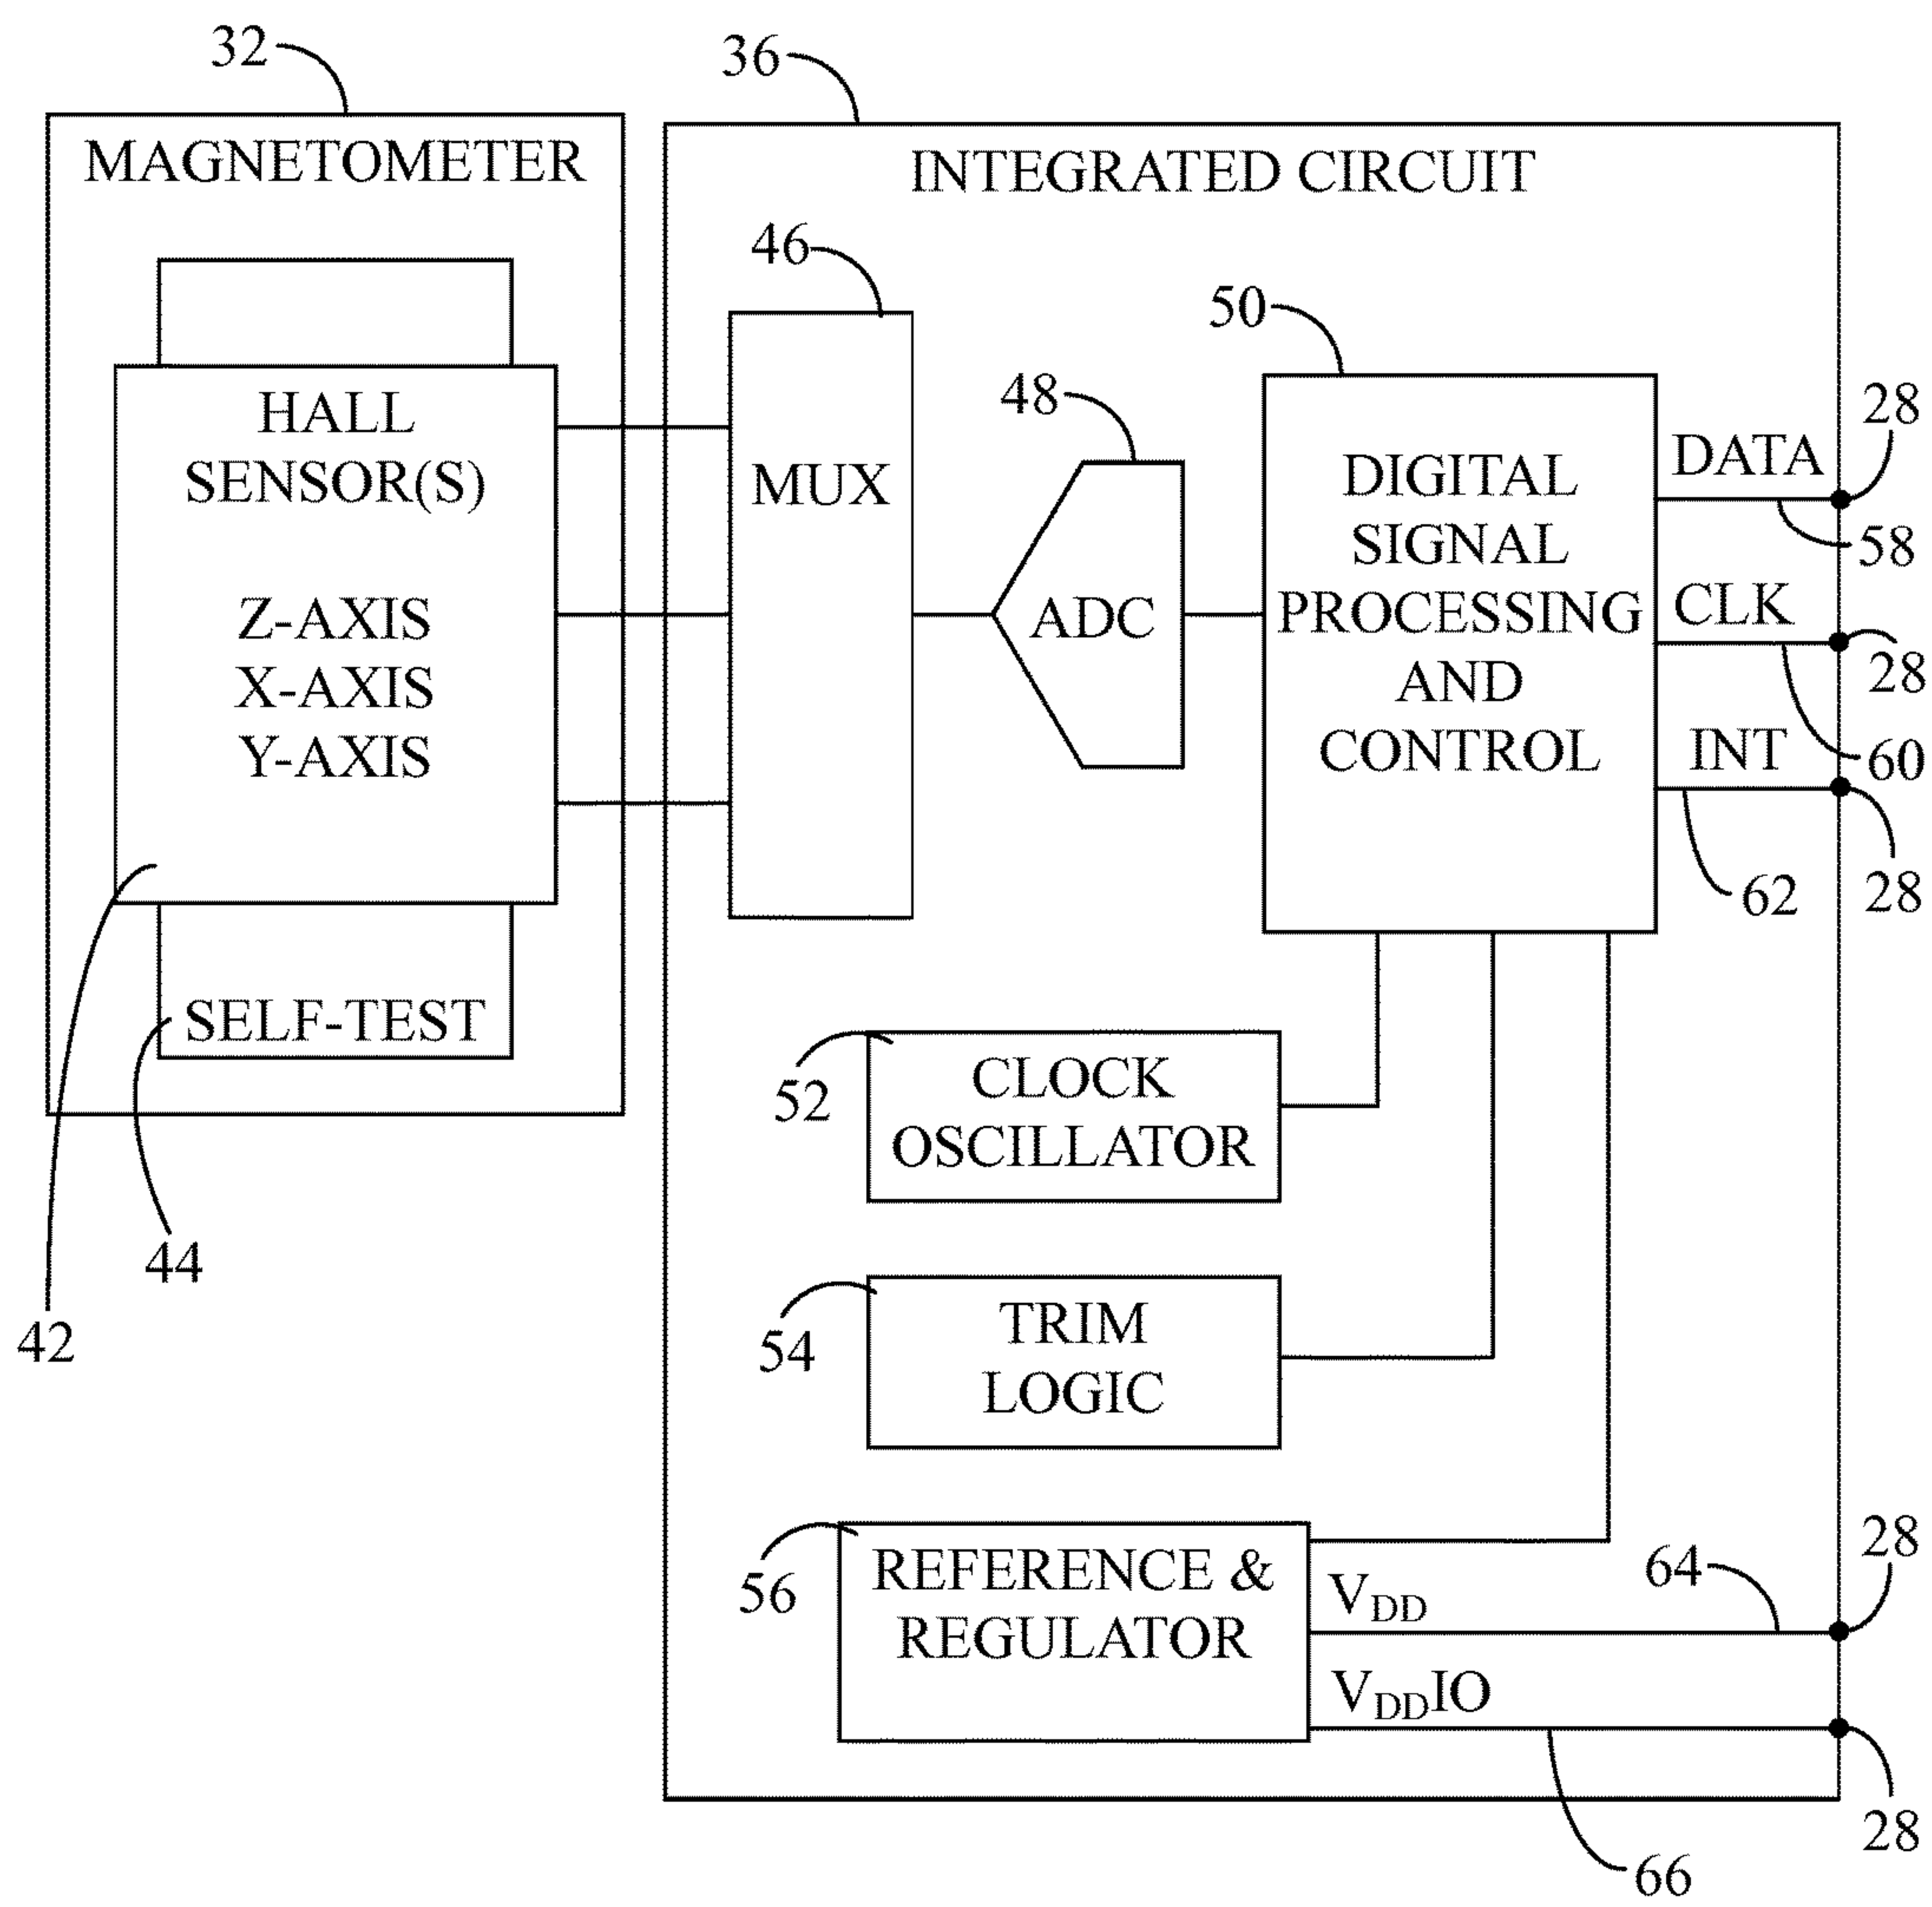 32
36
MAGNETOMETER
INTEGRATED CIRCUIT
46
50
HALL
SENSOR(S)
Z-AXIS
X-AXIS
Y-AXIS
MUX
48
ADC
DIGITAL
SIGNAL
PROCESSING
AND
CONTROL
DATA
28
58
CLK
28
60
INT
62
28
SELF-TEST
44
42
52
CLOCK
OSCILLATOR
54
TRIM
LOGIC
56
REFERENCE &
REGULATOR
VDD
64
28
VDDIO
66
28